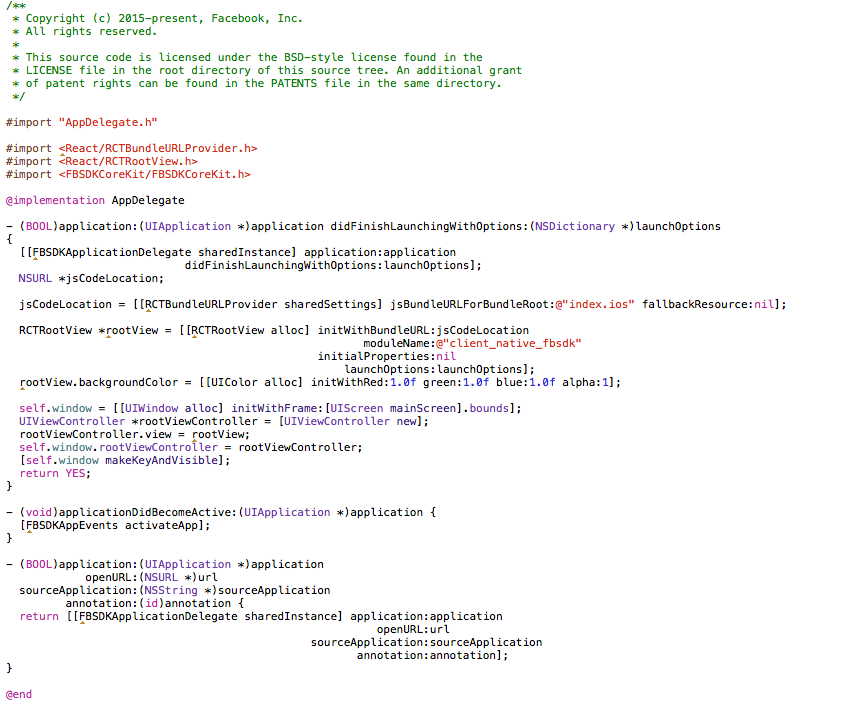 /**
 * Copyright (c) 2015-present, Facebook, Inc.
 * All rights reserved.
 *
 * This source code is licensed under the BSD-style license found in the
 * LICENSE file in the root directory of this source tree. An additional grant
 * of patent rights can be found in the PATENTS file in the same directory.
 */

#import "AppDelegate.h"

#import <React/RCTBundleURLProvider.h>
#import <React/RCTRootView.h>
#import <FBSDKCoreKit/FBSDKCoreKit.h>

@implementation AppDelegate

- (BOOL)application:(UIApplication *)application didFinishLaunchingWithOptions:(NSDictionary *)launchOptions
{
  [[FBSDKApplicationDelegate sharedInstance] application:application
                           didFinishLaunchingWithOptions:launchOptions];
  NSURL *jsCodeLocation;

  jsCodeLocation = [[RCTBundleURLProvider sharedSettings] jsBundleURLForBundleRoot:@"index.ios" fallbackResource:nil];

  RCTRootView *rootView = [[RCTRootView alloc] initWithBundleURL:jsCodeLocation
                                                      moduleName:@"client_native_fbsdk"
                                               initialProperties:nil
                                                   launchOptions:launchOptions];
  rootView.backgroundColor = [[UIColor alloc] initWithRed:1.0f green:1.0f blue:1.0f alpha:1];

  self.window = [[UIWindow alloc] initWithFrame:[UIScreen mainScreen].bounds];
  UIViewController *rootViewController = [UIViewController new];
  rootViewController.view = rootView;
  self.window.rootViewController = rootViewController;
  [self.window makeKeyAndVisible];
  return YES;
}

- (void)applicationDidBecomeActive:(UIApplication *)application {
  [FBSDKAppEvents activateApp];
}

- (BOOL)application:(UIApplication *)application
            openURL:(NSURL *)url
  sourceApplication:(NSString *)sourceApplication
         annotation:(id)annotation {
  return [[FBSDKApplicationDelegate sharedInstance] application:application
                                                        openURL:url
                                              sourceApplication:sourceApplication
                                                     annotation:annotation];
}

@end